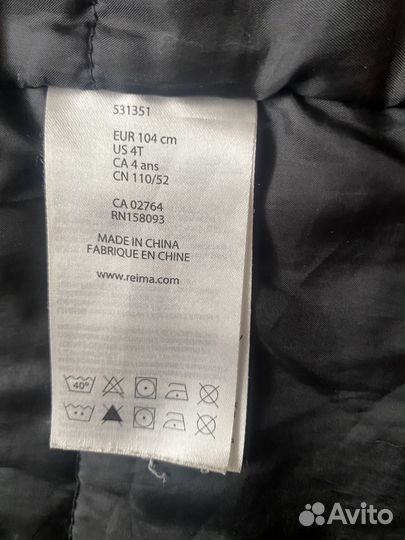 531351
EUR 104 cm
US 4T
CA 4 ans
CN 110/52
CA 02764
RN158093
MADE IN CHINA
FABRIQUE EN CHINE
www.reima.com
40°
Avito